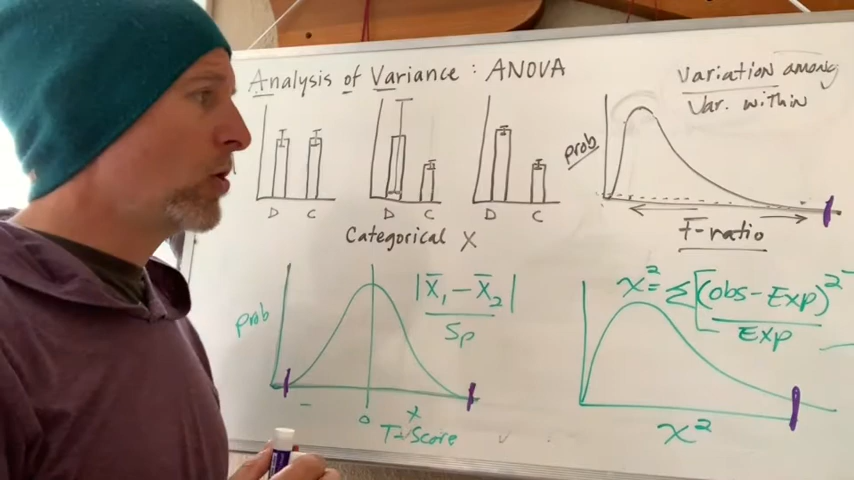 Analysis of Variance : ANOVA
Variation among
Var. within
prob
D C
D C
D C
F-ratio
Categorical X
prob
|X̄₁ - X̄₂|
Sp
- 0 +
T-Score
χ² = Σ[(obs-Exp)²
Exp
χ²